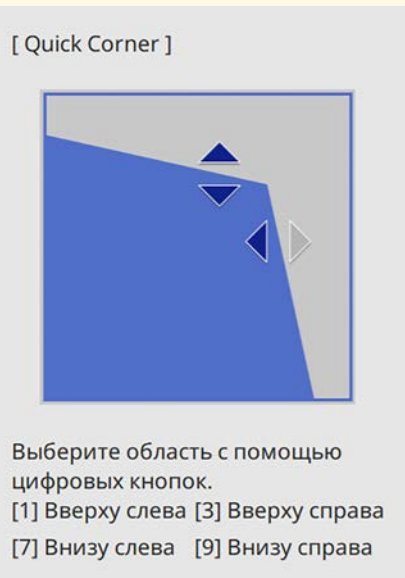 [ Quick Corner ]
Выберите область с помощью
цифровых кнопок.
[1] Вверху слева [3] Вверху справа
[7] Внизу слева [9] Внизу справа